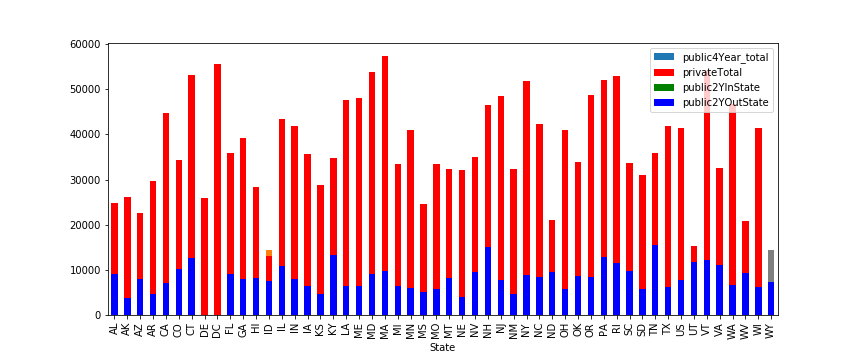 60000
50000
40000
30000
20000
10000
0
public4Year_total
privateTotal
public2YInState
public2YOutState
AL AK AZ AR CA CO CT DE DC FL GA HI ID IL IN IA KS KY LA ME MD MA MI MN MS MO MT NE NV NH NJ NM NY NC ND OH OK OR PA RI SC SD TN TX US UT VT VA WA WV WI WY
State